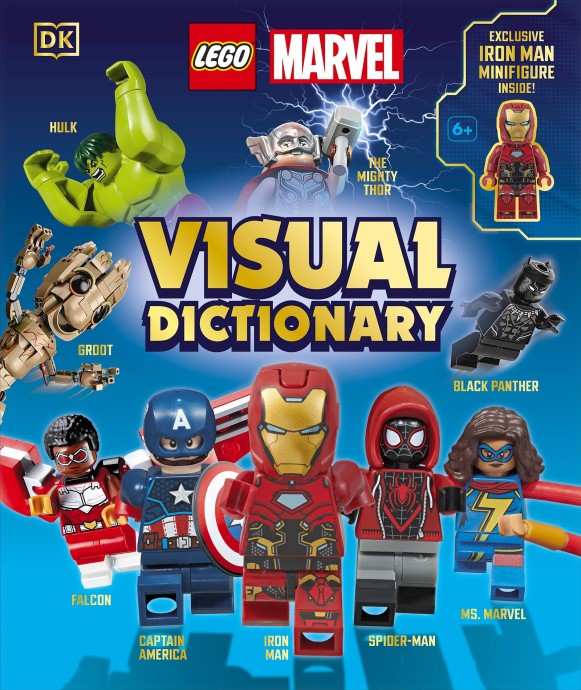 DK
LEGO
MARVEL
EXCLUSIVE
IRON MAN
MINIFIGURE
INSIDE!
6+
HULK
THE
MIGHTY
THOR
VISUAL
DICTIONARY
GROOT
BLACK PANTHER
A
FALCON
CAPTAIN
AMERICA
IRON
MAN
SPIDER-MAN
MS. MARVEL